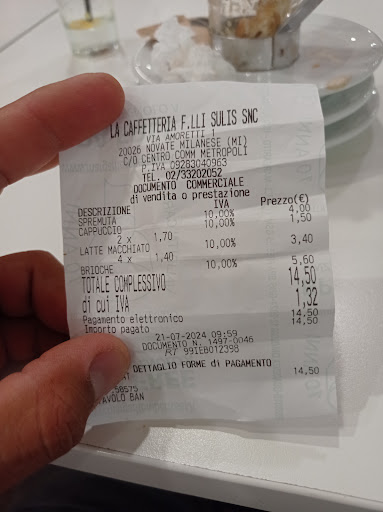 LA CAFFETTERIA F.LLI SULIS SNC
VIA AMORETTI 1
20026 NOVATE MILANESE (MI)
C/O CENTRO COMM METROPOLI
P.IVA 09283040963
TEL. 02/33202052
DOCUMENTO COMMERCIALE
di vendita o prestazione
DESCRIZIONE IVA Prezzo(€)
SPREMUTA 10,00% 4,00
CAPPUCCIO 10,00% 1,50
2 x 1,70
LATTE MACCHIATO 10,00% 3,40
4 x 1,40
BRIOCHE 10,00% 5,60
TOTALE COMPLESSIVO 14,50
di cui IVA 1,32
Pagamento elettronico 14,50
Importo pagato 14,50
21-07-2024 09:59
DOCUMENTO N. 1497-0046
RT 99IEB012398
DETTAGLIO FORME di PAGAMENTO
14,50
58575
TAVOLO BAN